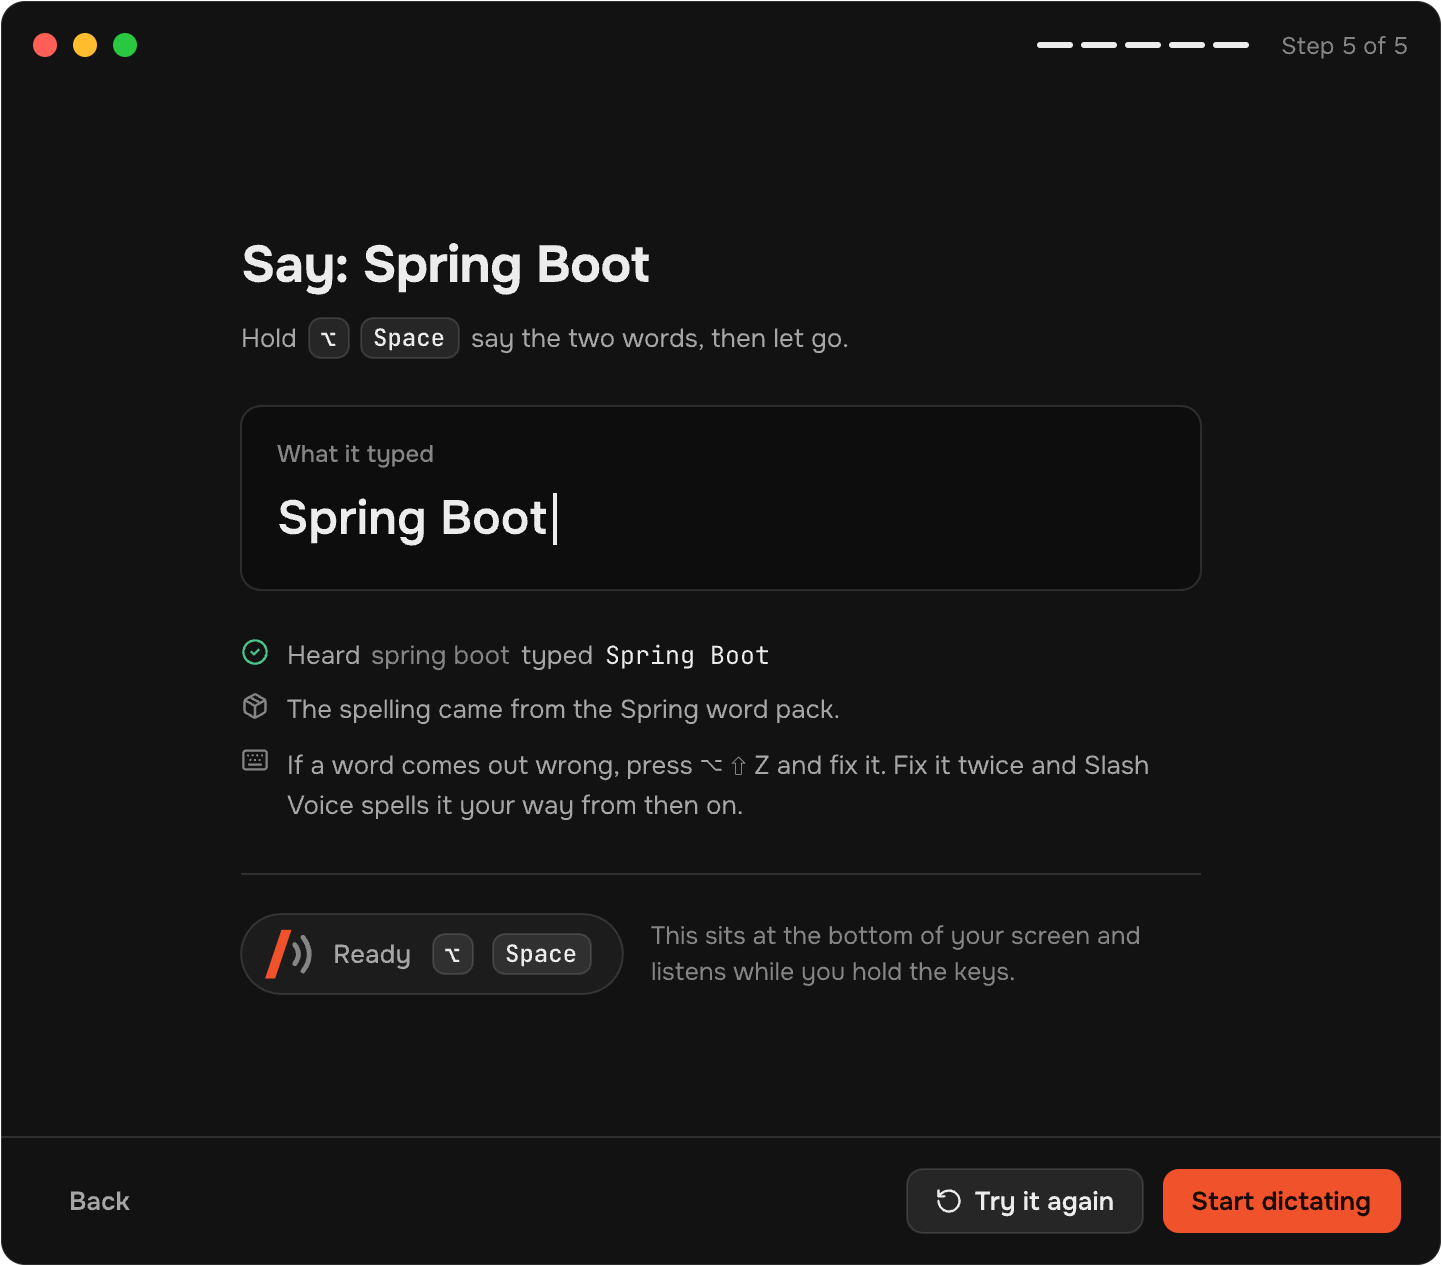 Step 5 of 5
Say: Spring Boot
Hold ⌥ Space say the two words, then let go.
What it typed
Spring Boot
Heard spring boot typed Spring Boot
The spelling came from the Spring word pack.
If a word comes out wrong, press ⌥ ⇧ Z and fix it. Fix it twice and Slash
Voice spells it your way from then on.
Ready ⌥ Space
This sits at the bottom of your screen and
listens while you hold the keys.
Back
Try it again
Start dictating